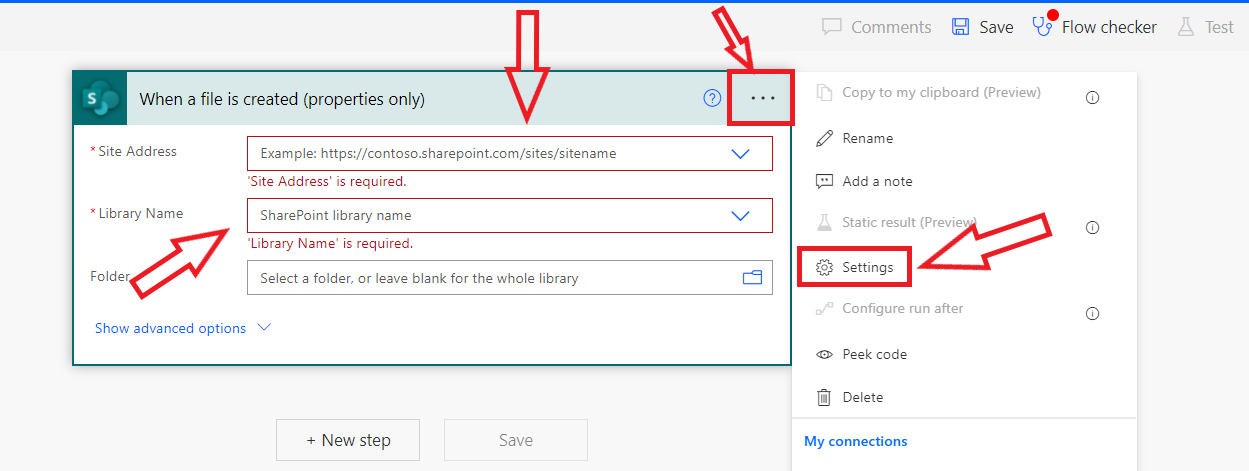 Comments Save Flow checker Test
S
When a file is created (properties only) ? ...
* Site Address
Example: https://contoso.sharepoint.com/sites/sitename
'Site Address' is required.
* Library Name
SharePoint library name
'Library Name' is required.
Folder
Select a folder, or leave blank for the whole library
Show advanced options
+ New step
Save
Copy to my clipboard (Preview)
Rename
Add a note
Static result (Preview)
Settings
Configure run after
Peek code
Delete
My connections